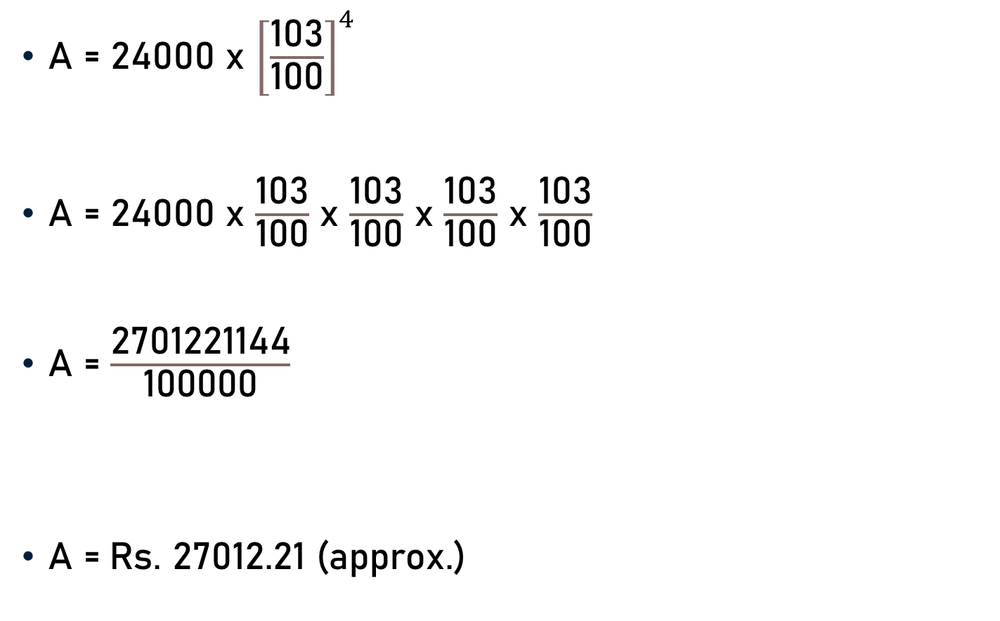 • A = 24000 x [103/100]^4
• A = 24000 x 103/100 x 103/100 x 103/100 x 103/100
• A = 2701221144/100000
• A = Rs. 27012.21 (approx.)